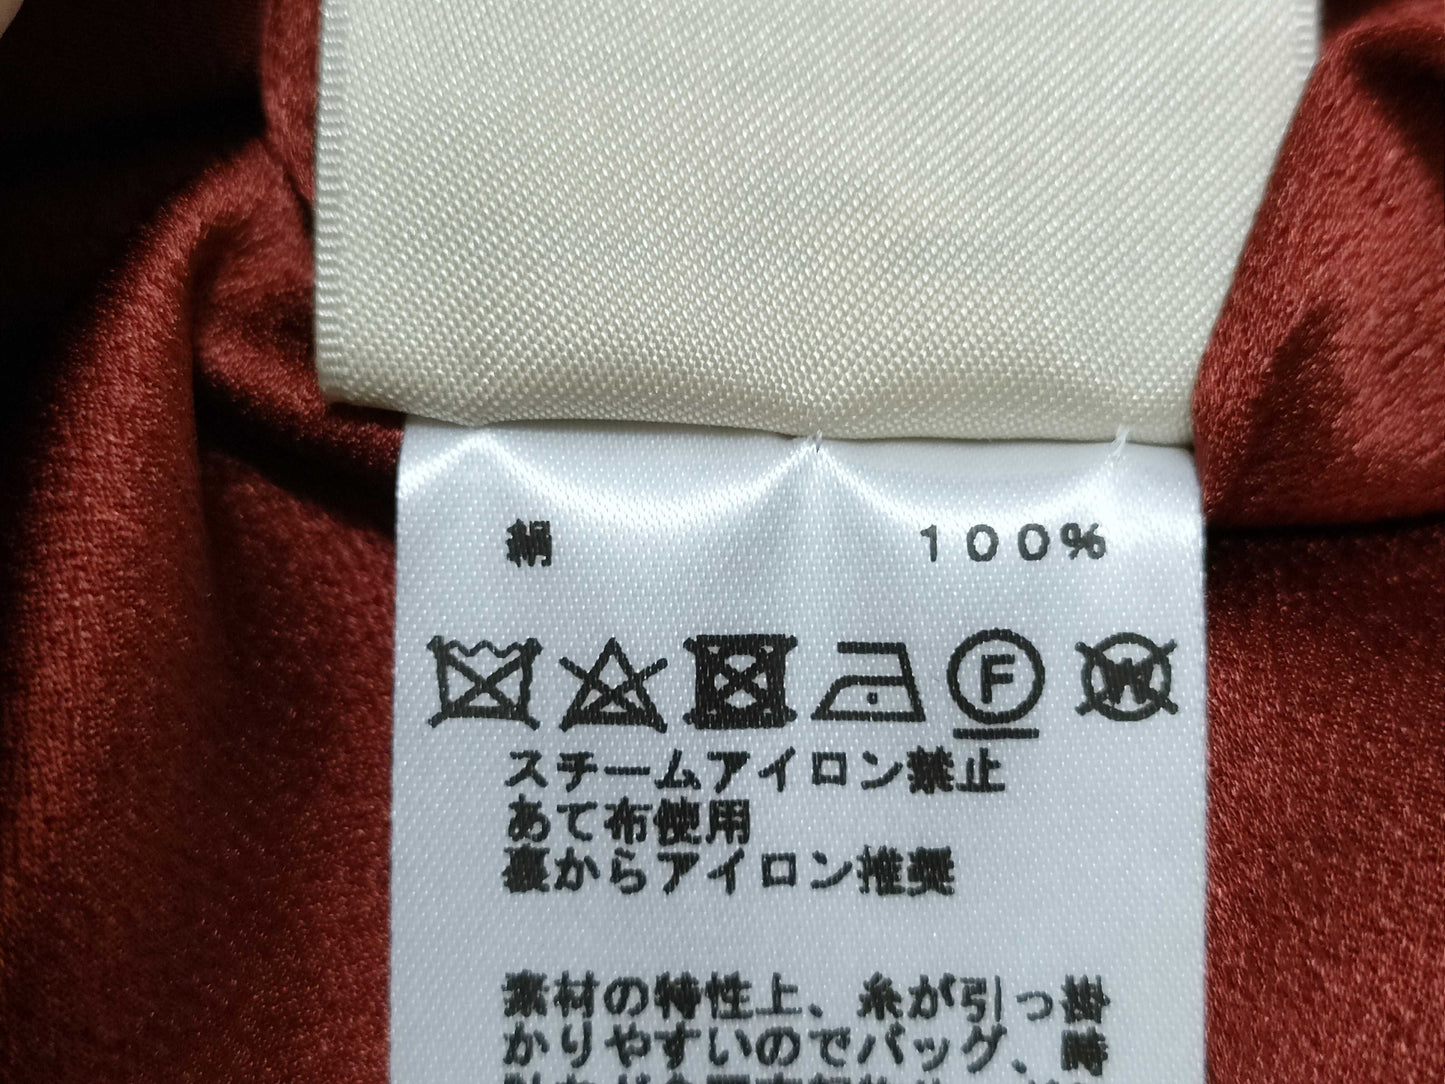 絹 100%
F W
スチームアイロン禁止
あて布使用
裏からアイロン推奨
素材の特性上、糸が引っ掛
かりやすいのでバッグ、時